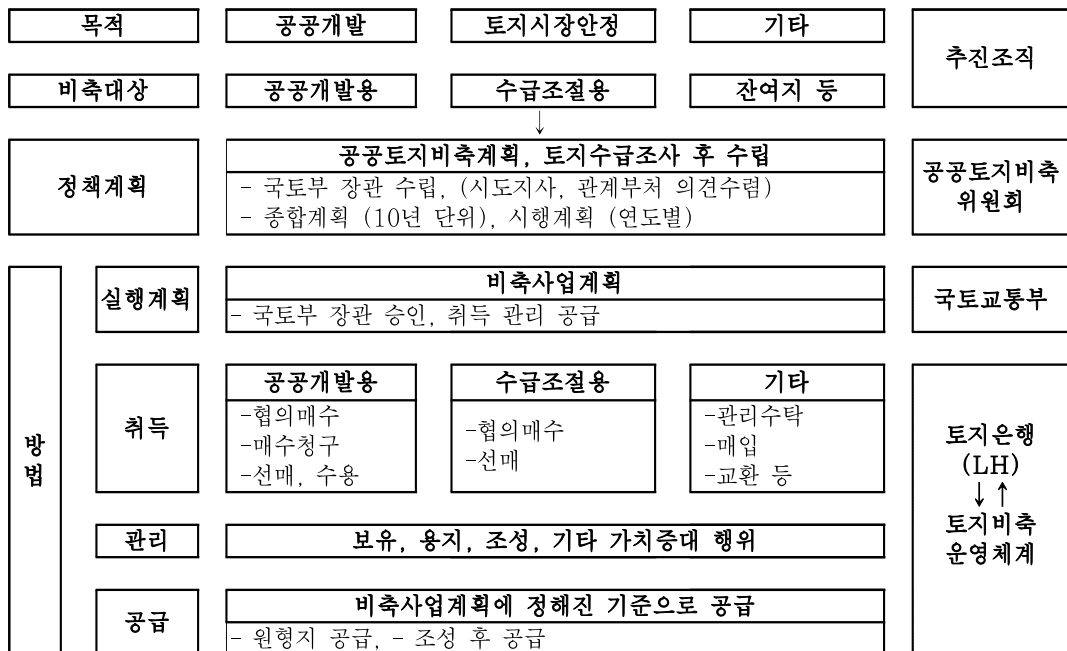 목적
공공개발
토지시장안정
기타
추진조직
비축대상
공공개발용
수급조절용
잔여지 등
↓
정책계획
공공토지비축계획, 토지수급조사 후 수립
- 국토부 장관 수립, (시도지사, 관계부처 의견수렴)
- 종합계획 (10년 단위), 시행계획 (연도별)
공공토지비축
위원회
방
법
실행계획
비축사업계획
- 국토부 장관 승인, 취득 관리 공급
국토교통부
취득
공공개발용
-협의매수
-매수청구
-선매, 수용
수급조절용
-협의매수
-선매
기타
-관리수탁
-매입
-교환 등
토지은행
(LH)
↓ ↑
토지비축
운영체계
관리
보유, 용지, 조성, 기타 가치증대 행위
공급
비축사업계획에 정해진 기준으로 공급
- 원형지 공급, - 조성 후 공급